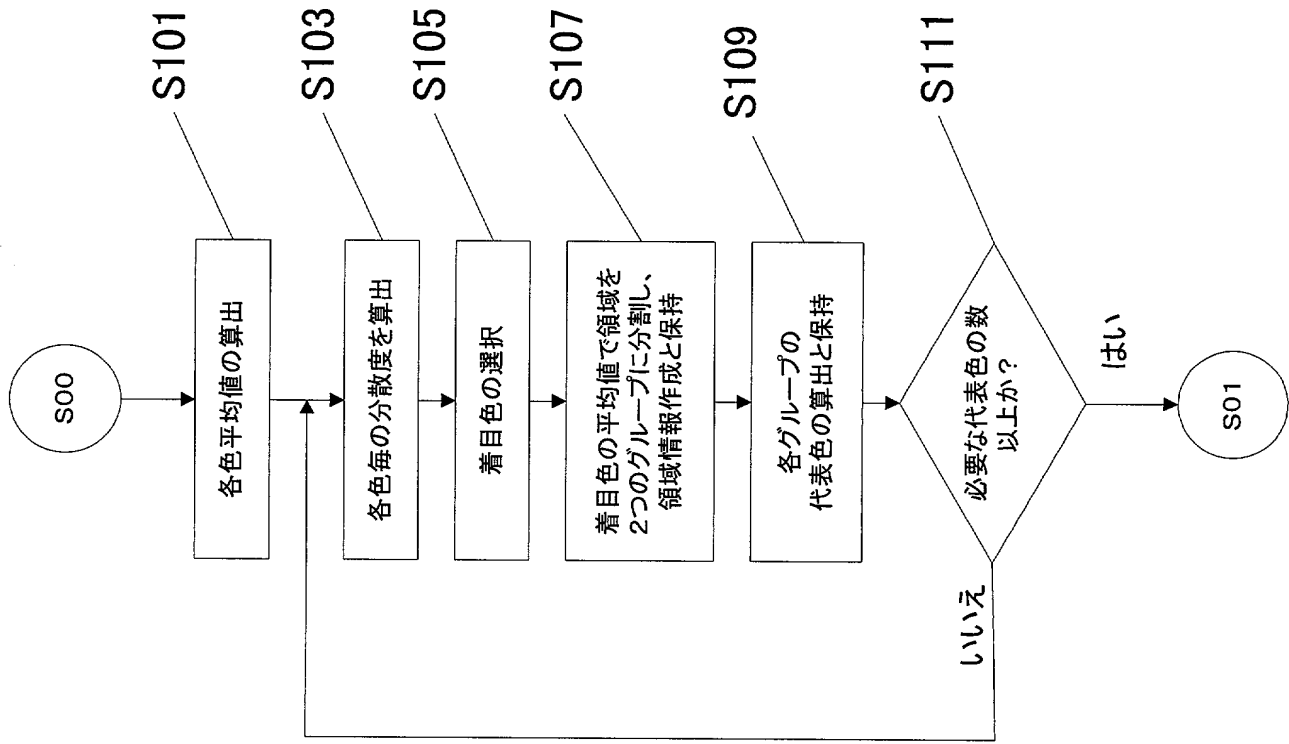 S00
各色平均値の算出
S101
各色毎の分散度を算出
S103
着目色の選択
S105
着目色の平均値で領域を
2つのグループに分割し、
領域情報作成と保持
S107
各グループの
代表色の算出と保持
S109
必要な代表色の数
以上か?
S111
いいえ
はい
S01